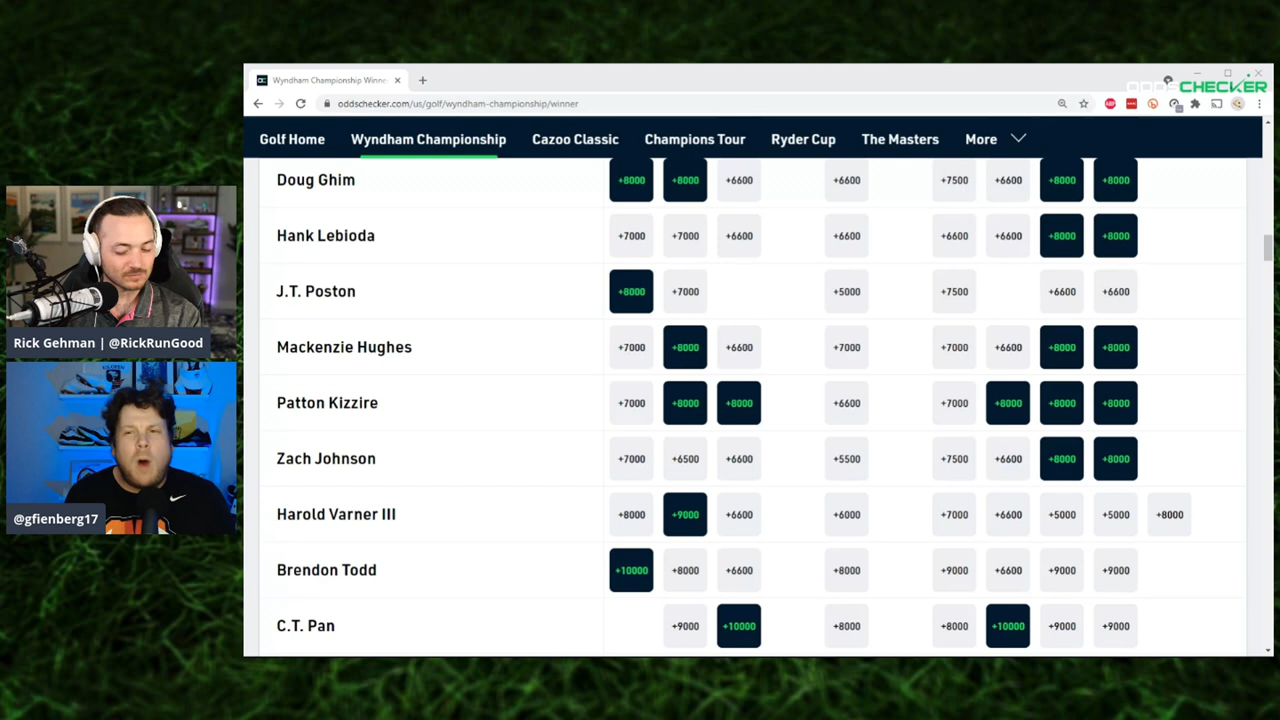 Wyndham Championship Winne
ODDSCHECKER
oddschecker.com/us/golf/wyndham-championship/winner
Golf Home Wyndham Championship Cazoo Classic Champions Tour Ryder Cup The Masters More
Doug Ghim +8000 +8000 +6600 +6600 +7500 +6600 +8000 +8000
Hank Lebioda +7000 +7000 +6600 +6600 +6600 +6600 +8000 +8000
J.T. Poston +8000 +7000 +5000 +7500 +6600 +6600
Mackenzie Hughes +7000 +8000 +6600 +7000 +7000 +6600 +8000 +8000
Patton Kizzire +7000 +8000 +8000 +6600 +7000 +8000 +8000 +8000
Zach Johnson +7000 +6500 +6600 +5500 +7500 +6600 +8000 +8000
Harold Varner III +8000 +9000 +6600 +6000 +7000 +6600 +5000 +5000 +8000
Brendon Todd +10000 +8000 +6600 +8000 +9000 +6600 +9000 +9000
C.T. Pan +9000 +10000 +8000 +8000 +10000 +9000 +9000
Rick Gehman | @RickRunGood
@gfienberg17